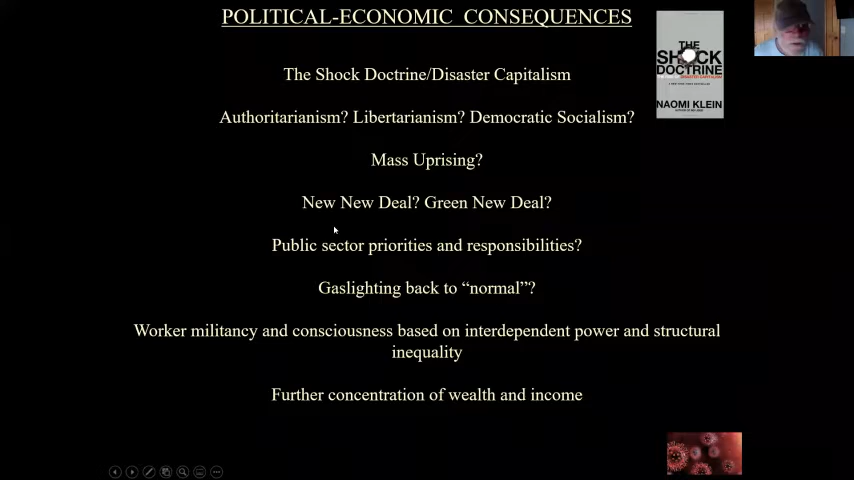 POLITICAL-ECONOMIC CONSEQUENCES
THE
SHOCK
DOCTRINE
NAOMI KLEIN
The Shock Doctrine/Disaster Capitalism
Authoritarianism? Libertarianism? Democratic Socialism?
Mass Uprising?
New New Deal? Green New Deal?
Public sector priorities and responsibilities?
Gaslighting back to “normal”?
Worker militancy and consciousness based on interdependent power and structural
inequality
Further concentration of wealth and income